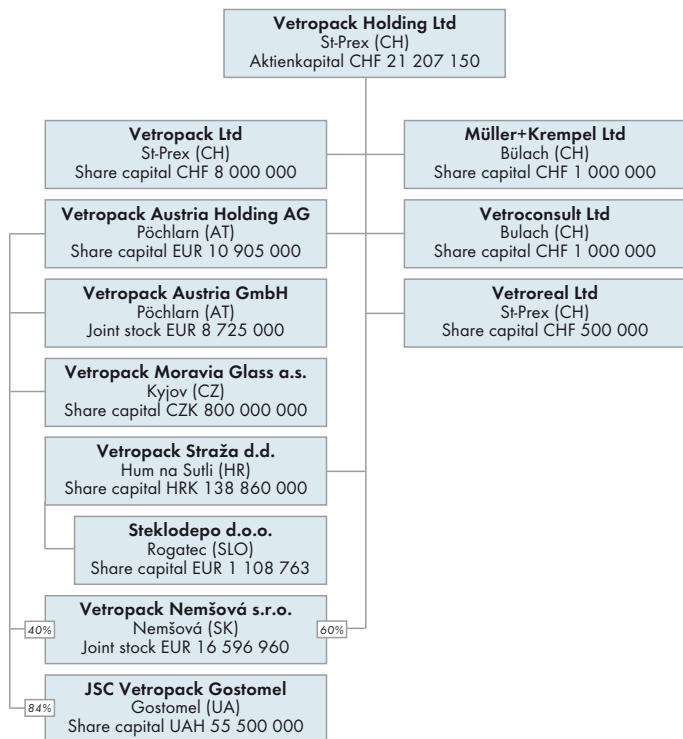 Vetropack Holding Ltd
St-Prex (CH)
Aktienkapital CHF 21 207 150
Vetropack Ltd
St-Prex (CH)
Share capital CHF 8 000 000
Müller+Krempel Ltd
Bülach (CH)
Share capital CHF 1 000 000
Vetropack Austria Holding AG
Pöchlarn (AT)
Share capital EUR 10 905 000
Vetroconsult Ltd
Bulach (CH)
Share capital CHF 1 000 000
Vetropack Austria GmbH
Pöchlarn (AT)
Joint stock EUR 8 725 000
Vetroreal Ltd
St-Prex (CH)
Share capital CHF 500 000
Vetropack Moravia Glass a.s.
Kyjov (CZ)
Share capital CZK 800 000 000
Vetropack Straža d.d.
Hum na Sutli (HR)
Share capital HRK 138 860 000
Steklodepo d.o.o.
Rogatec (SLO)
Share capital EUR 1 108 763
Vetropack Nemšová s.r.o.
40% Nemšová (SK) 60%
Joint stock EUR 16 596 960
JSC Vetropack Gostomel
84% Gostomel (UA)
Share capital UAH 55 500 000